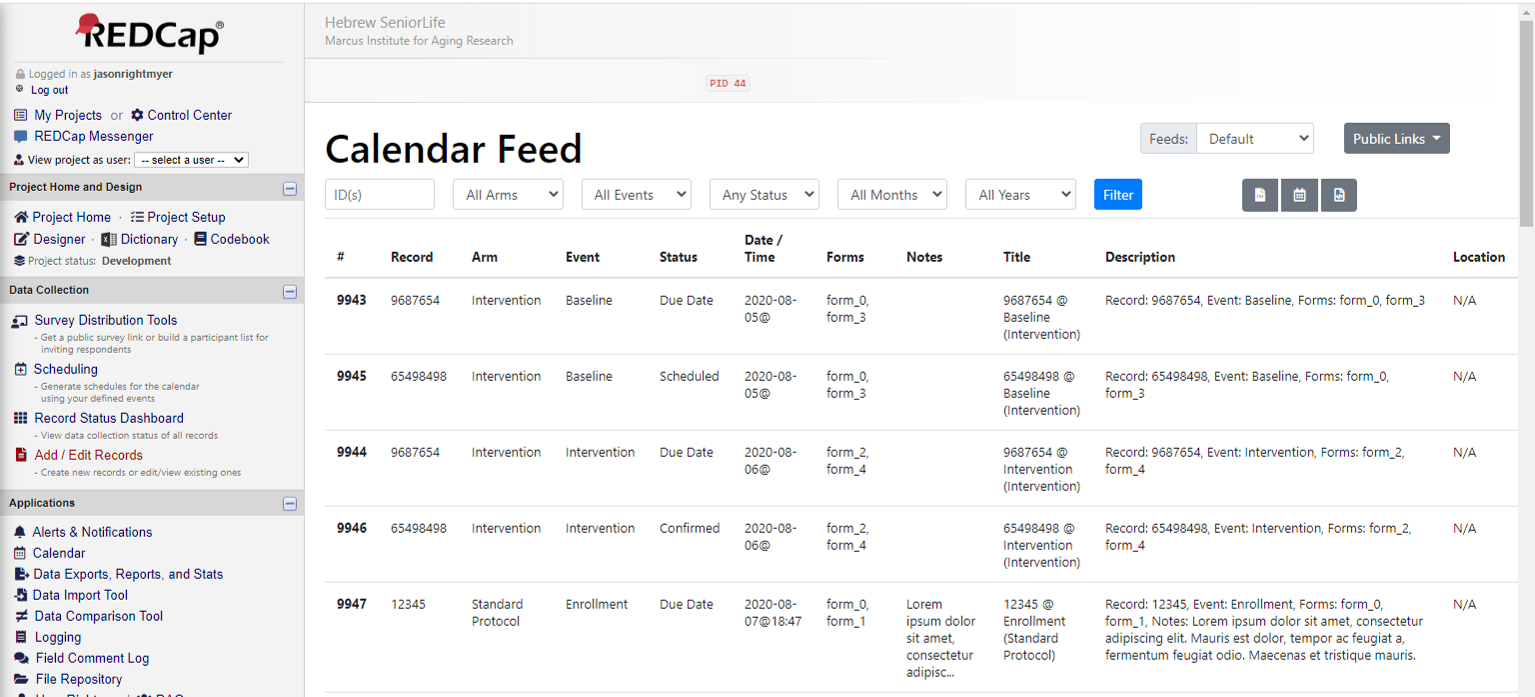 REDCap®
Logged in as jasonrightmyer
Log out
My Projects or Control Center
REDCap Messenger
View project as user: -- select a user --
Project Home and Design
Project Home · Project Setup
Designer · Dictionary · Codebook
Project status: Development
Data Collection
Survey Distribution Tools
- Get a public survey link or build a participant list for
inviting respondents
Scheduling
- Generate schedules for the calendar
using your defined events
Record Status Dashboard
- View data collection status of all records
Add / Edit Records
- Create new records or edit/view existing ones
Applications
Alerts & Notifications
Calendar
Data Exports, Reports, and Stats
Data Import Tool
Data Comparison Tool
Logging
Field Comment Log
File Repository
Hebrew SeniorLife
Marcus Institute for Aging Research
PID 44
Calendar Feed
Feeds: Default
Public Links
ID(s) All Arms All Events Any Status All Months All Years Filter
# Record Arm Event Status Date / Time Forms Notes Title Description Location
9943 9687654 Intervention Baseline Due Date 2020-08- form_0, 9687654 @ Record: 9687654, Event: Baseline, Forms: form_0, form_3 N/A
05@ form_3 Baseline
(Intervention)
9945 65498498 Intervention Baseline Scheduled 2020-08- form_0, 65498498 @ Record: 65498498, Event: Baseline, Forms: form_0, N/A
05@ form_3 Baseline form_3
(Intervention)
9944 9687654 Intervention Intervention Due Date 2020-08- form_2, 9687654 @ Record: 9687654, Event: Intervention, Forms: form_2, N/A
06@ form_4 Intervention form_4
(Intervention)
9946 65498498 Intervention Intervention Confirmed 2020-08- form_2, 65498498 @ Record: 65498498, Event: Intervention, Forms: form_2, N/A
06@ form_4 Intervention form_4
(Intervention)
9947 12345 Standard Enrollment Due Date 2020-08- form_0, Lorem 12345 @ Record: 12345, Event: Enrollment, Forms: form_0, N/A
Protocol 07@18:47 form_1 ipsum dolor Enrollment form_1, Notes: Lorem ipsum dolor sit amet, consectetur
sit amet, (Standard adipiscing elit. Mauris est dolor, tempor ac feugiat a,
consectetur Protocol) fermentum feugiat odio. Maecenas et tristique mauris.
adipisc...